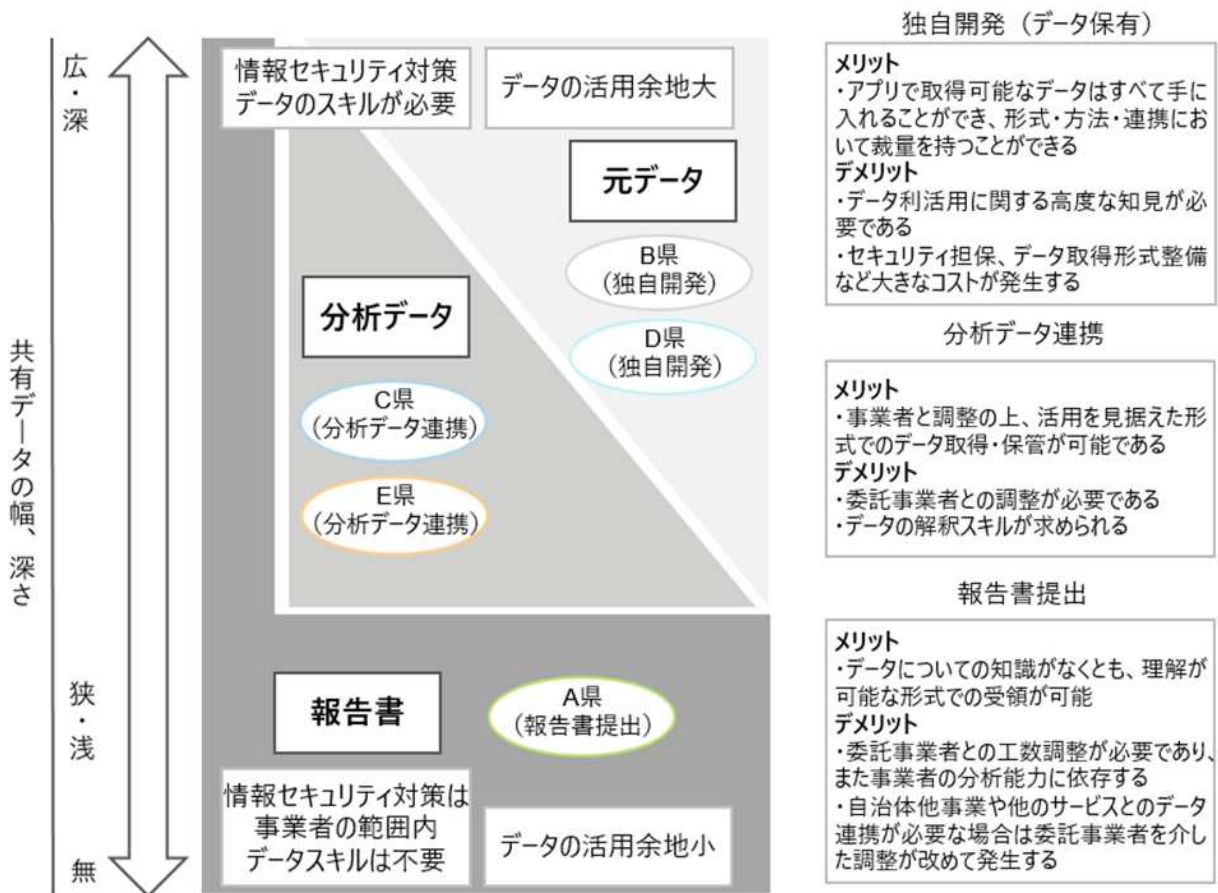 共有データの幅、深さ
広・深
狭・浅
無
情報セキュリティ対策
データのスキルが必要
データの活用余地大
元データ
B県
（独自開発）
D県
（独自開発）
分析データ
C県
（分析データ連携）
E県
（分析データ連携）
報告書
A県
（報告書提出）
情報セキュリティ対策は
事業者の範囲内
データスキルは不要
データの活用余地小
独自開発（データ保有）
メリット
・アプリで取得可能なデータはすべて手に
入れることができ、形式・方法・連携にお
いて裁量を持つことができる
デメリット
・データ利活用に関する高度な知見が必
要である
・セキュリティ担保、データ取得形式整備
など大きなコストが発生する
分析データ連携
メリット
・事業者と調整の上、活用を見据えた形
式でのデータ取得・保管が可能である
デメリット
・委託事業者との調整が必要である
・データの解釈スキルが求められる
報告書提出
メリット
・データについての知識がなくとも、理解が
可能な形式での受領が可能
デメリット
・委託事業者との工数調整が必要であり、
また事業者の分析能力に依存する
・自治体他事業や他のサービスとのデータ
連携が必要な場合は委託事業者を介し
た調整が改めて発生する